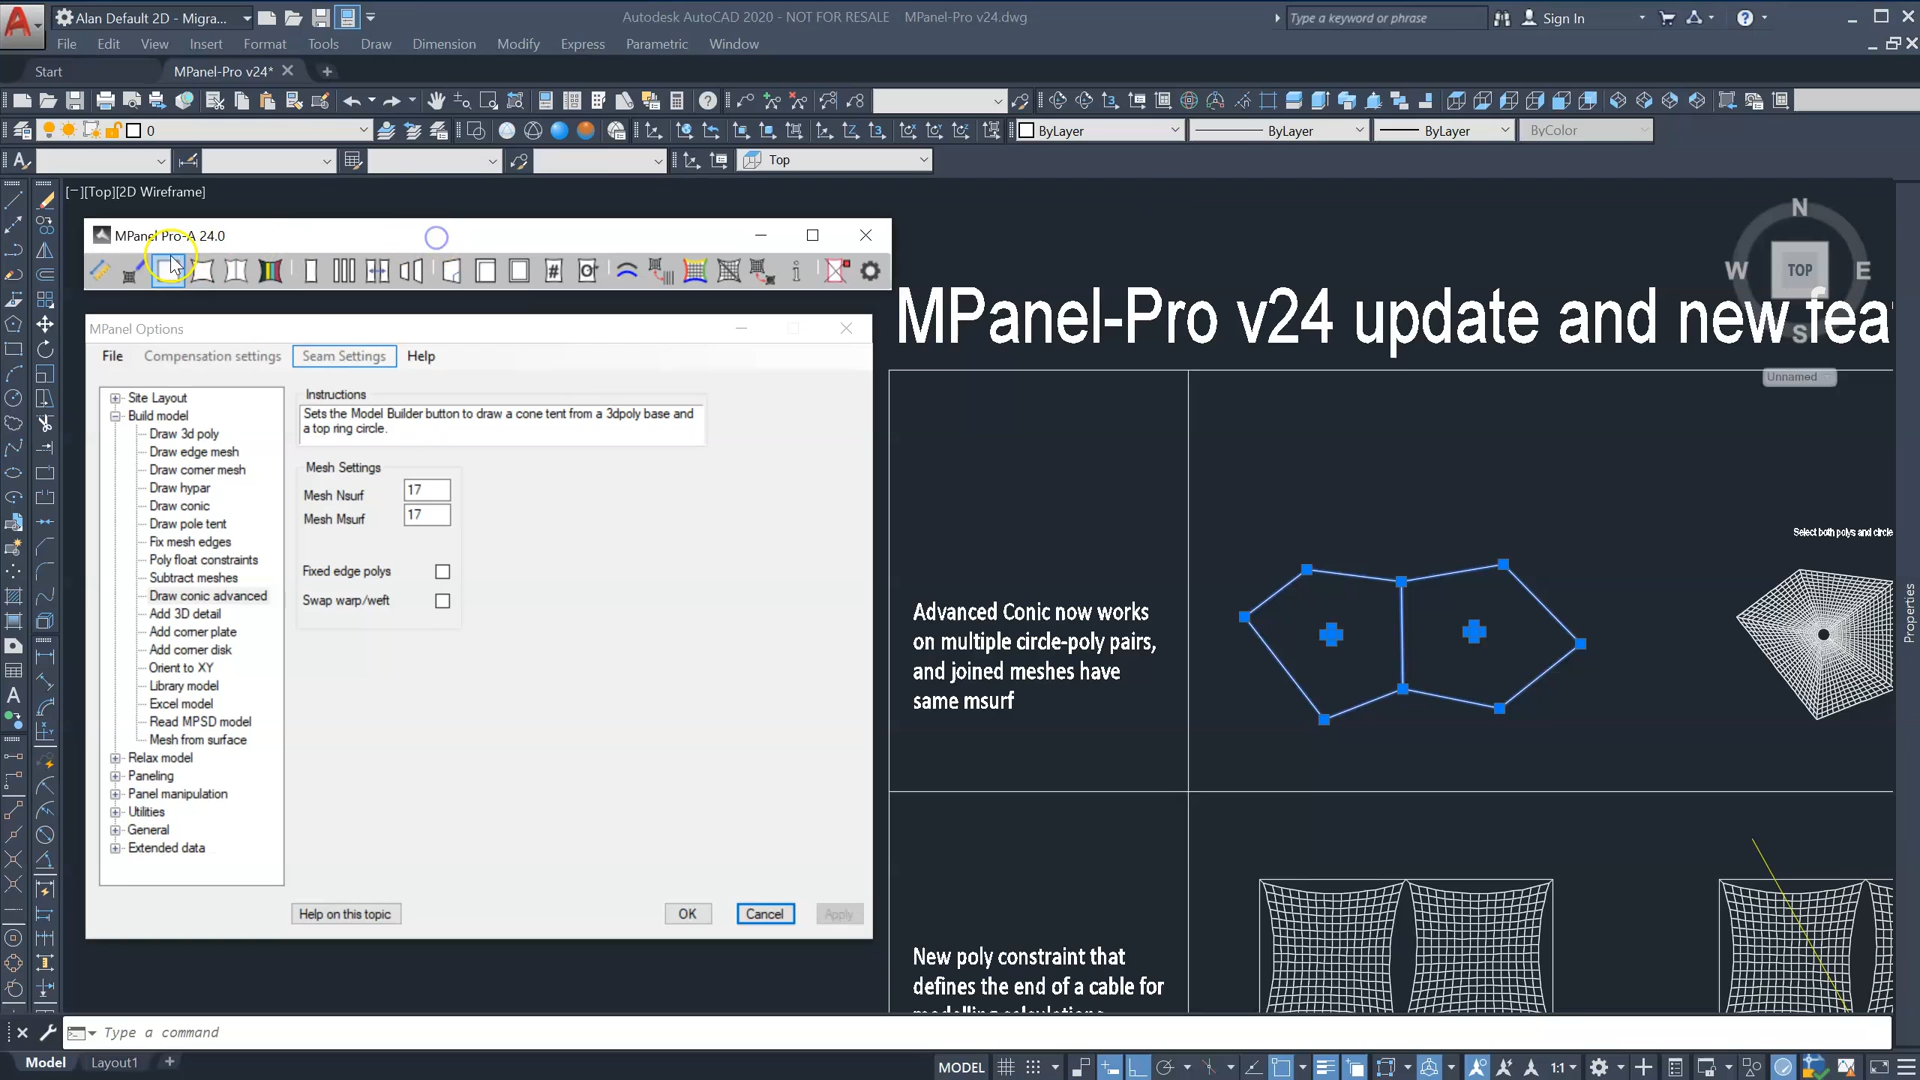 Alan Default 2D - Migra...
Autodesk AutoCAD 2020 - NOT FOR RESALE MPanel-Pro v24.dwg
Type a keyword or phrase
Sign In
File Edit View Insert Format Tools Draw Dimension Modify Express Parametric Window
Start
MPanel-Pro v24*
0
ByLayer
ByLayer
ByLayer
ByColor
Top
[−][Top][2D Wireframe]
MPanel Pro-A 24.0
MPanel Options
File Compensation settings Seam Settings Help
Site Layout
Build model
Draw 3d poly
Draw edge mesh
Draw corner mesh
Draw hypar
Draw conic
Draw pole tent
Fix mesh edges
Poly float constraints
Subtract meshes
Draw conic advanced
Add 3D detail
Add corner plate
Add corner disk
Orient to XY
Library model
Excel model
Read MPSD model
Mesh from surface
Relax model
Paneling
Panel manipulation
Utilities
General
Extended data
Instructions
Sets the Model Builder button to draw a cone tent from a 3dpoly base and
a top ring circle.
Mesh Settings
Mesh Nsurf 17
Mesh Msurf 17
Fixed edge polys
Swap warp/weft
Help on this topic
OK
Cancel
Apply
MPanel-Pro v24 update and new fea
N
W TOP E
S
Unnamed
Select both polys and circle
Advanced Conic now works
on multiple circle-poly pairs,
and joined meshes have
same msurf
New poly constraint that
defines the end of a cable for
modelling calculations
Properties
Type a command
Model Layout1
MODEL
1:1